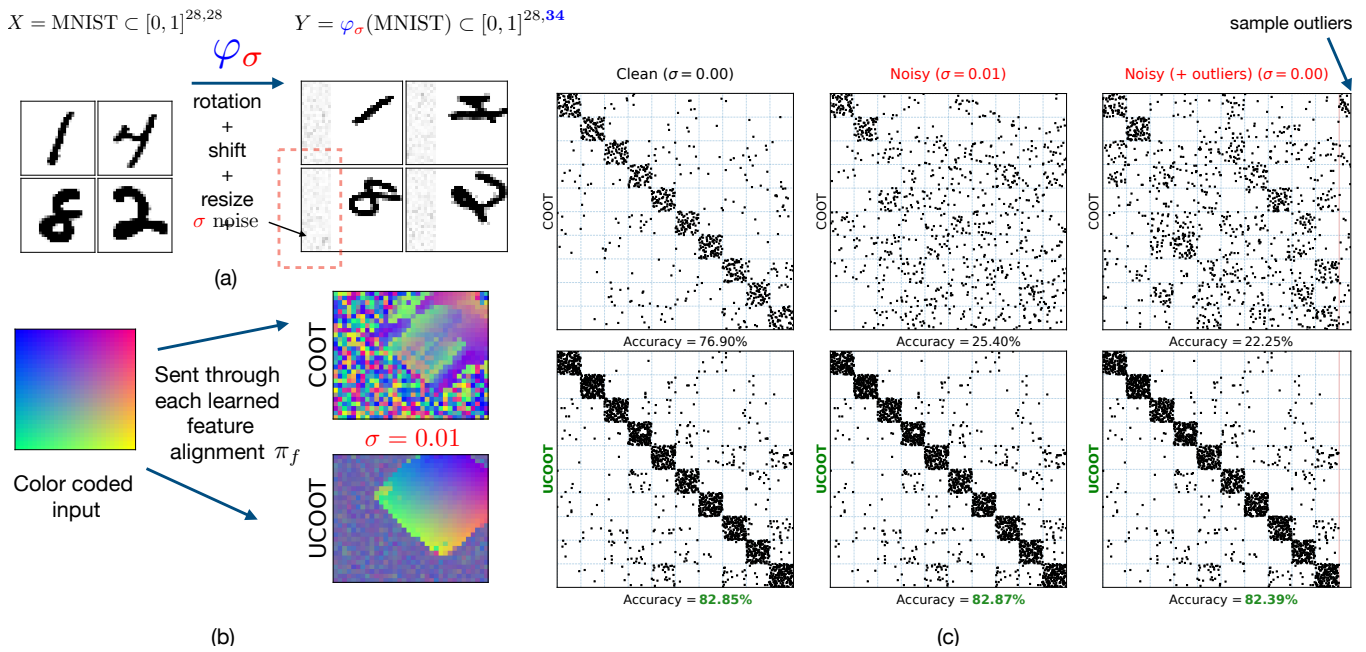 X = MNIST ⊂ [0, 1]^{28,28}
Y = φ_σ(MNIST) ⊂ [0, 1]^{28,34}
φ_σ
rotation
+
shift
+
resize
+
σ noise
(a)
Color coded
input
Sent through
each learned
feature
alignment π_f
COOT
σ = 0.01
UCOOT
(b)
sample outliers
Clean (σ = 0.00)
Noisy (σ = 0.01)
Noisy (+ outliers) (σ = 0.00)
COOT
COOT
COOT
Accuracy = 76.90%
Accuracy = 25.40%
Accuracy = 22.25%
UCOOT
UCOOT
UCOOT
Accuracy = 82.85%
Accuracy = 82.87%
Accuracy = 82.39%
(c)